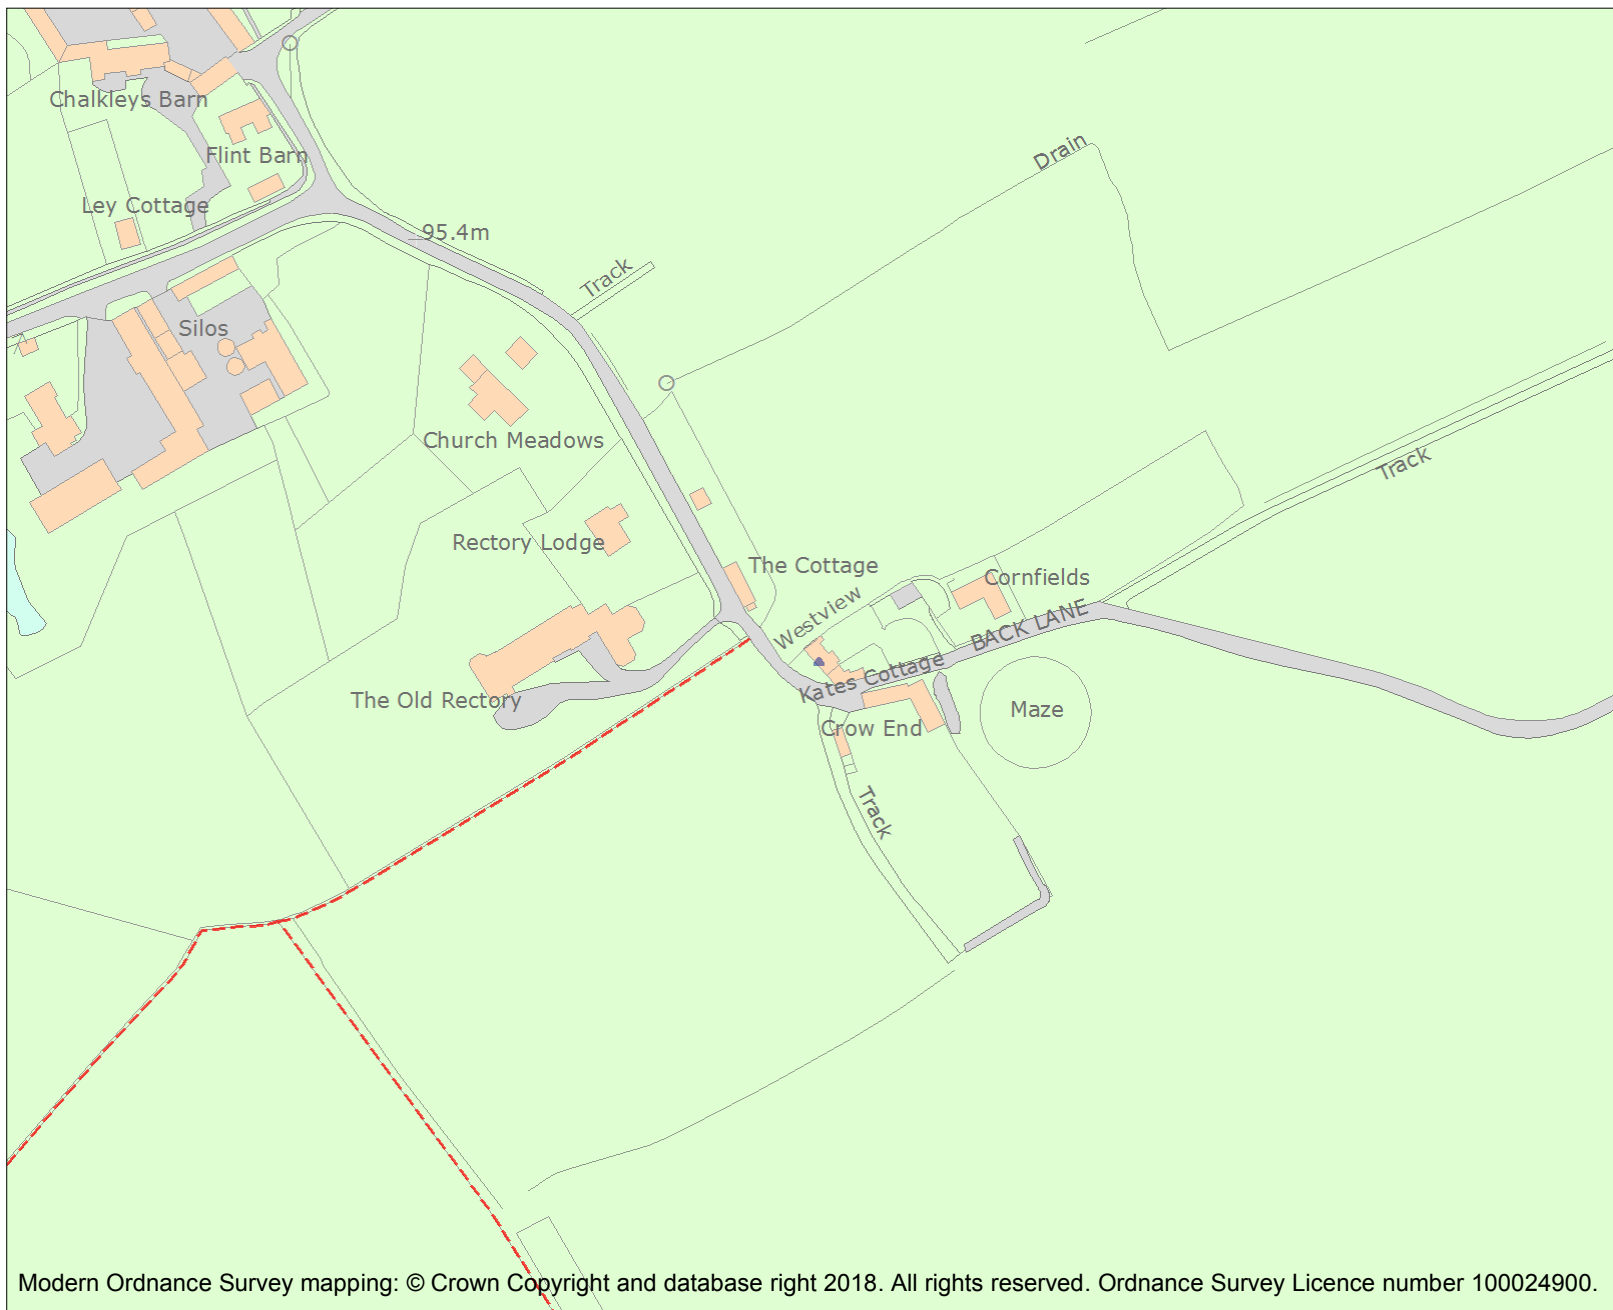 Chalkleys Barn
Drain
Flint Barn
Ley Cottage
95.4m
Track
Silos
Church Meadows
Track
Rectory Lodge
The Cottage
Cornfields
Westview
BACK LANE
Kates Cottage
The Old Rectory
Maze
Crow End
Track
Modern Ordnance Survey mapping: © Crown Copyright and database right 2018. All rights reserved. Ordnance Survey Licence number 100024900.